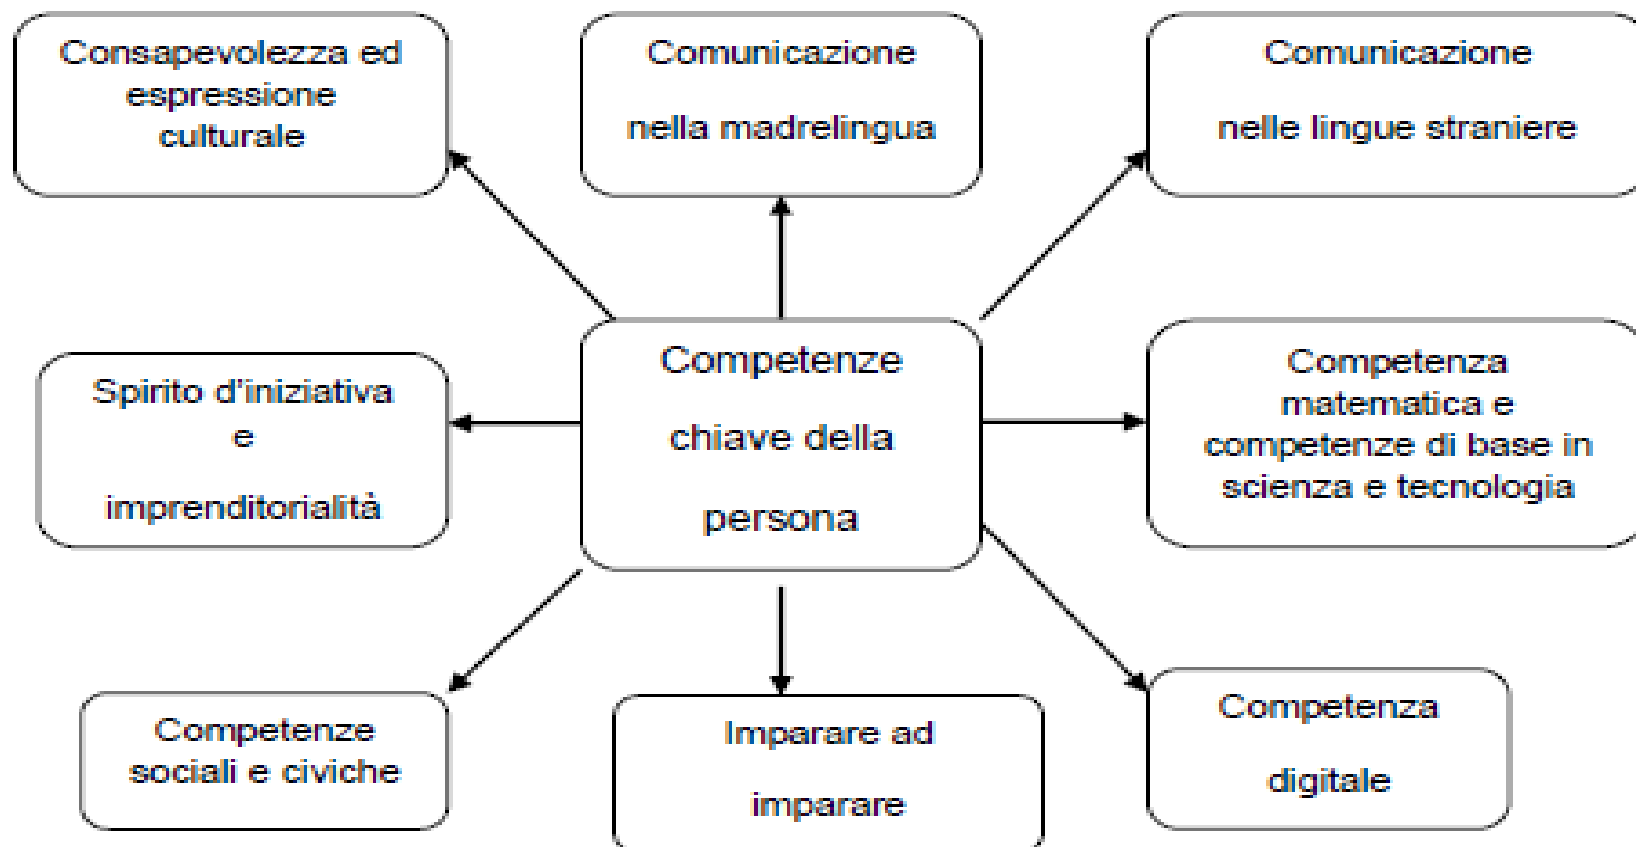 Consapevolezza ed
espressione
culturale
Comunicazione
nella madrelingua
Comunicazione
nelle lingue straniere
Spirito d'iniziativa
e
imprenditorialità
Competenze
chiave della
persona
Competenza
matematica e
competenze di base in
scienza e tecnologia
Competenze
sociali e civiche
Imparare ad
imparare
Competenza
digitale